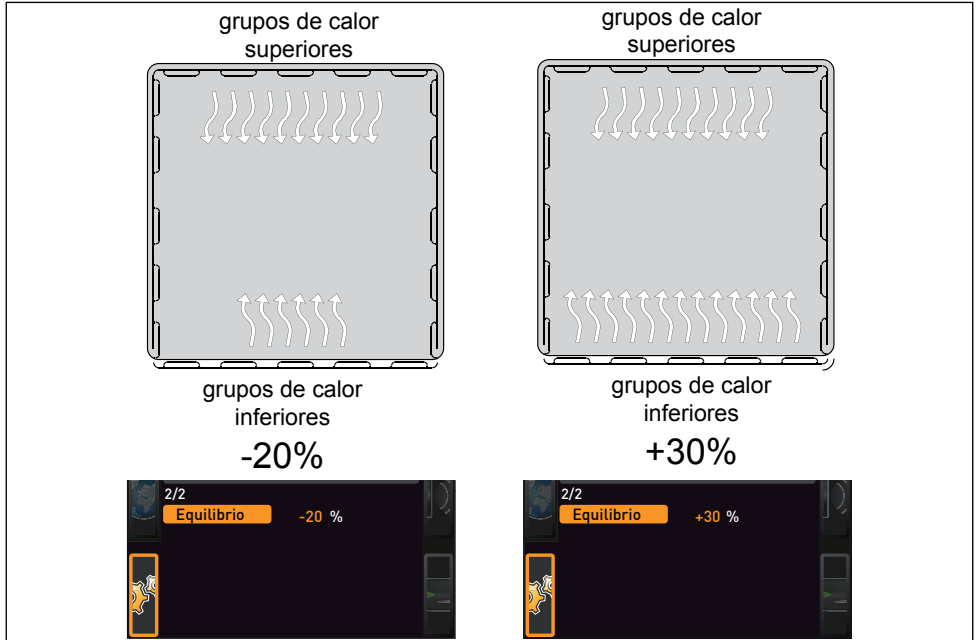 grupos de calor
superiores
grupos de calor
inferiores
-20%
2/2
Equilibrio -20 %
grupos de calor
superiores
grupos de calor
inferiores
+30%
2/2
Equilibrio +30 %